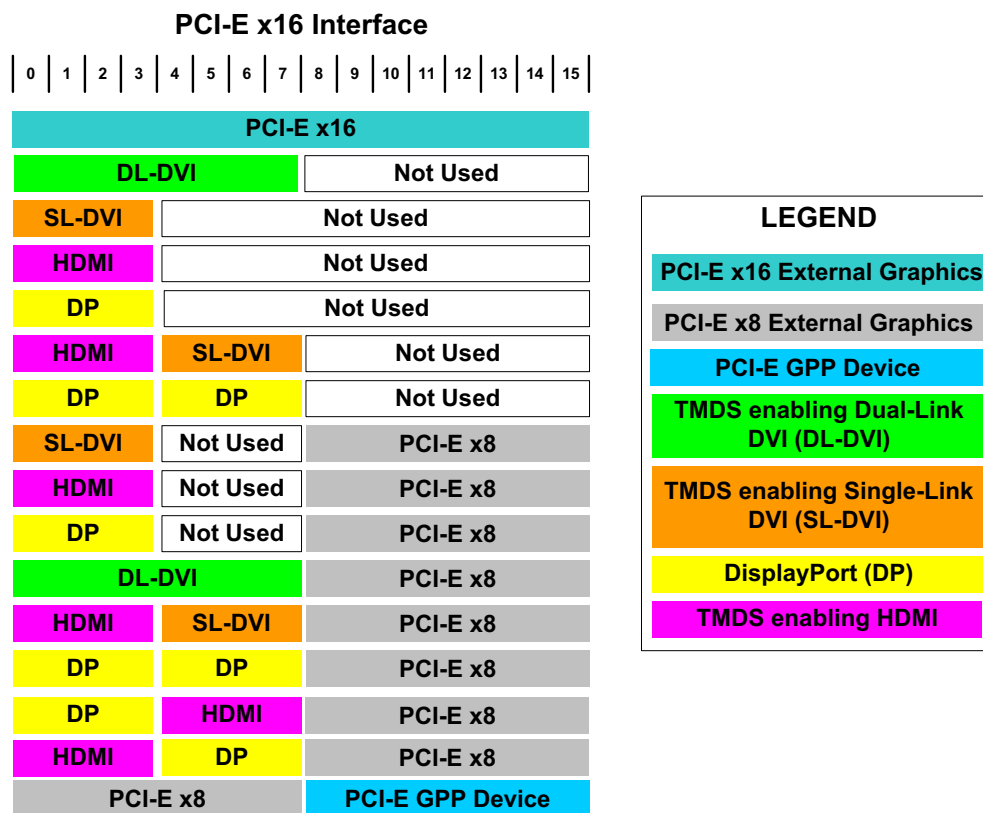 PCI-E x16 Interface
0 1 2 3 4 5 6 7 8 9 10 11 12 13 14 15
PCI-E x16
DL-DVI Not Used
SL-DVI Not Used
HDMI Not Used
DP Not Used
HDMI SL-DVI Not Used
DP DP Not Used
SL-DVI Not Used PCI-E x8
HDMI Not Used PCI-E x8
DP Not Used PCI-E x8
DL-DVI PCI-E x8
HDMI SL-DVI PCI-E x8
DP DP PCI-E x8
DP HDMI PCI-E x8
HDMI DP PCI-E x8
PCI-E x8 PCI-E GPP Device
LEGEND
PCI-E x16 External Graphics
PCI-E x8 External Graphics
PCI-E GPP Device
TMDS enabling Dual-Link
DVI (DL-DVI)
TMDS enabling Single-Link
DVI (SL-DVI)
DisplayPort (DP)
TMDS enabling HDMI